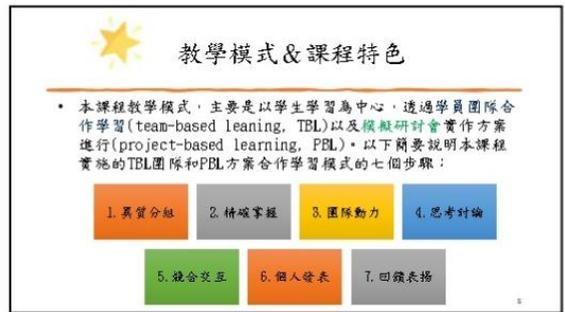 教學模式&課程特色
• 本課程教學模式，主要是以學生學習為中心，透過學員團隊合
作學習(team-based leaning, TBL)以及模擬研討會實作方案
進行(project-based learning, PBL)。以下簡要說明本課程
實施的TBL團隊和PBL方案合作學習模式的七個步驟：
1.異質分組
2.精確掌握
3.團隊動力
4.思考討論
5.競合交互
6.個人發表
7.回饋表揚